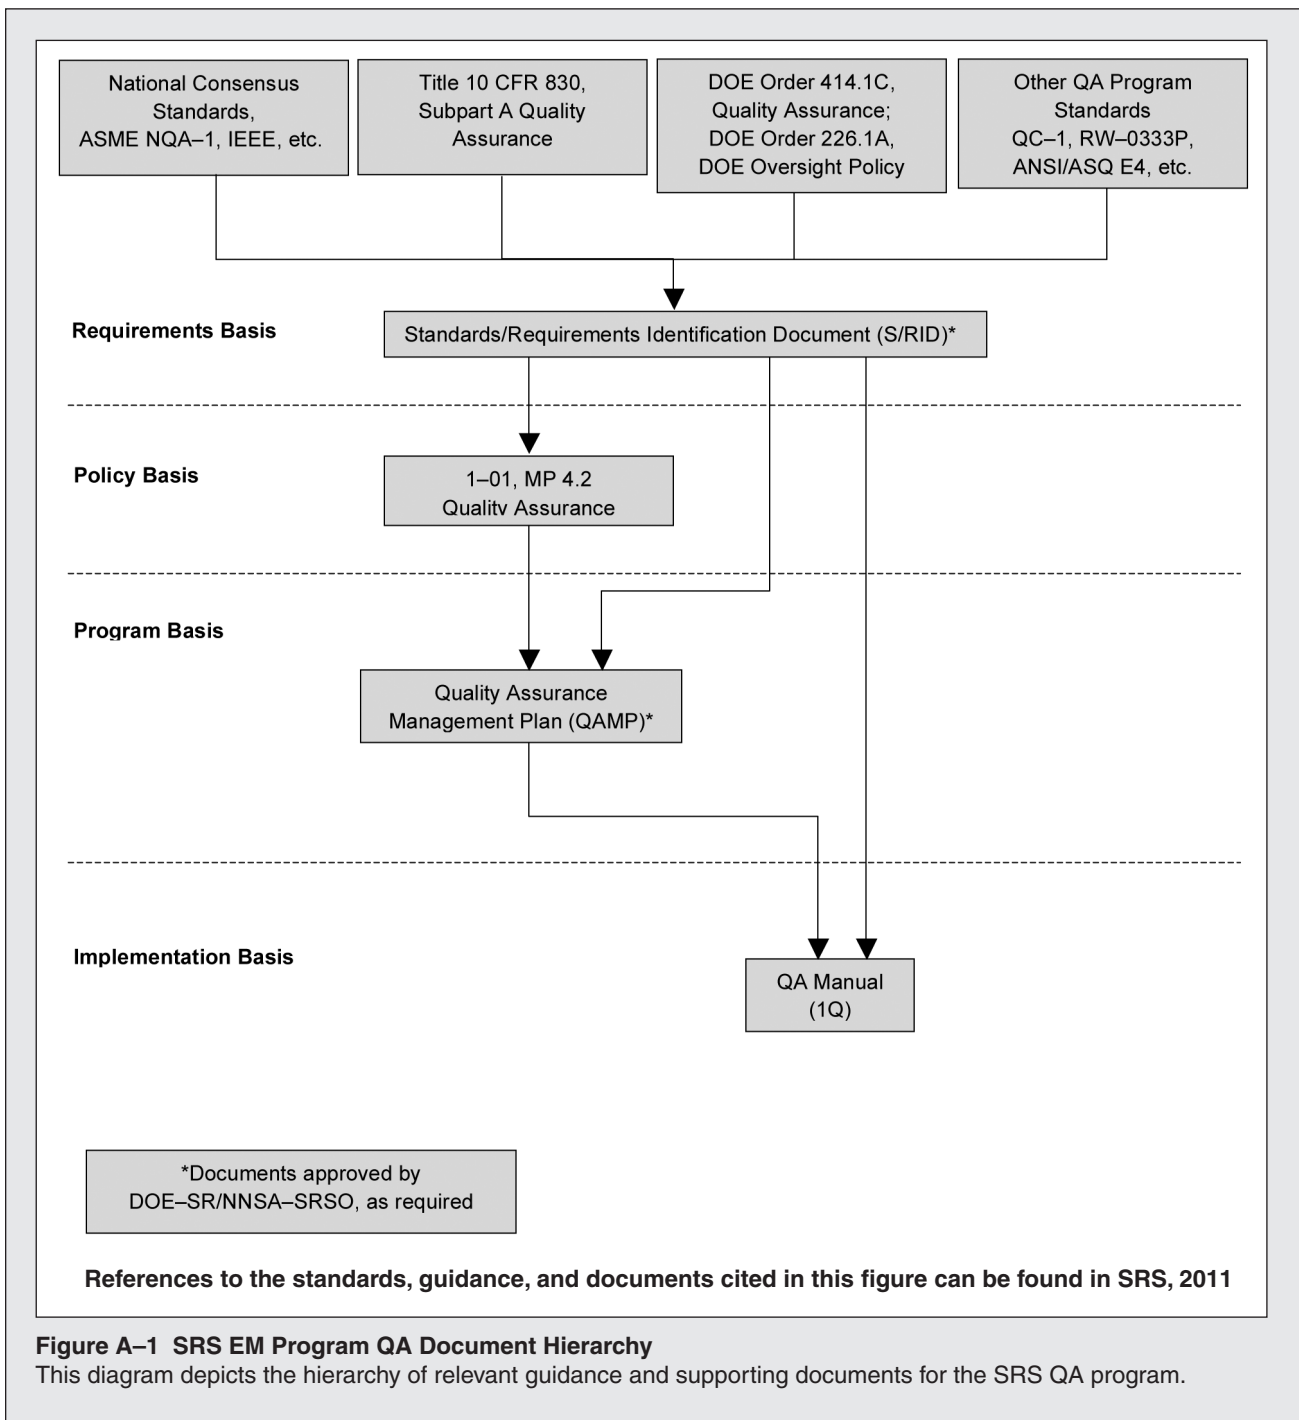 National Consensus
Standards,
ASME NQA–1, IEEE, etc.
Title 10 CFR 830,
Subpart A Quality
Assurance
DOE Order 414.1C,
Quality Assurance;
DOE Order 226.1A,
DOE Oversight Policy
Other QA Program
Standards
QC–1, RW–0333P,
ANSI/ASQ E4, etc.
Requirements Basis
Standards/Requirements Identification Document (S/RID)*
Policy Basis
1–01, MP 4.2
Quality Assurance
Program Basis
Quality Assurance
Management Plan (QAMP)*
Implementation Basis
QA Manual
(1Q)
*Documents approved by
DOE–SR/NNSA–SRSO, as required
References to the standards, guidance, and documents cited in this figure can be found in SRS, 2011
Figure A–1 SRS EM Program QA Document Hierarchy
This diagram depicts the hierarchy of relevant guidance and supporting documents for the SRS QA program.